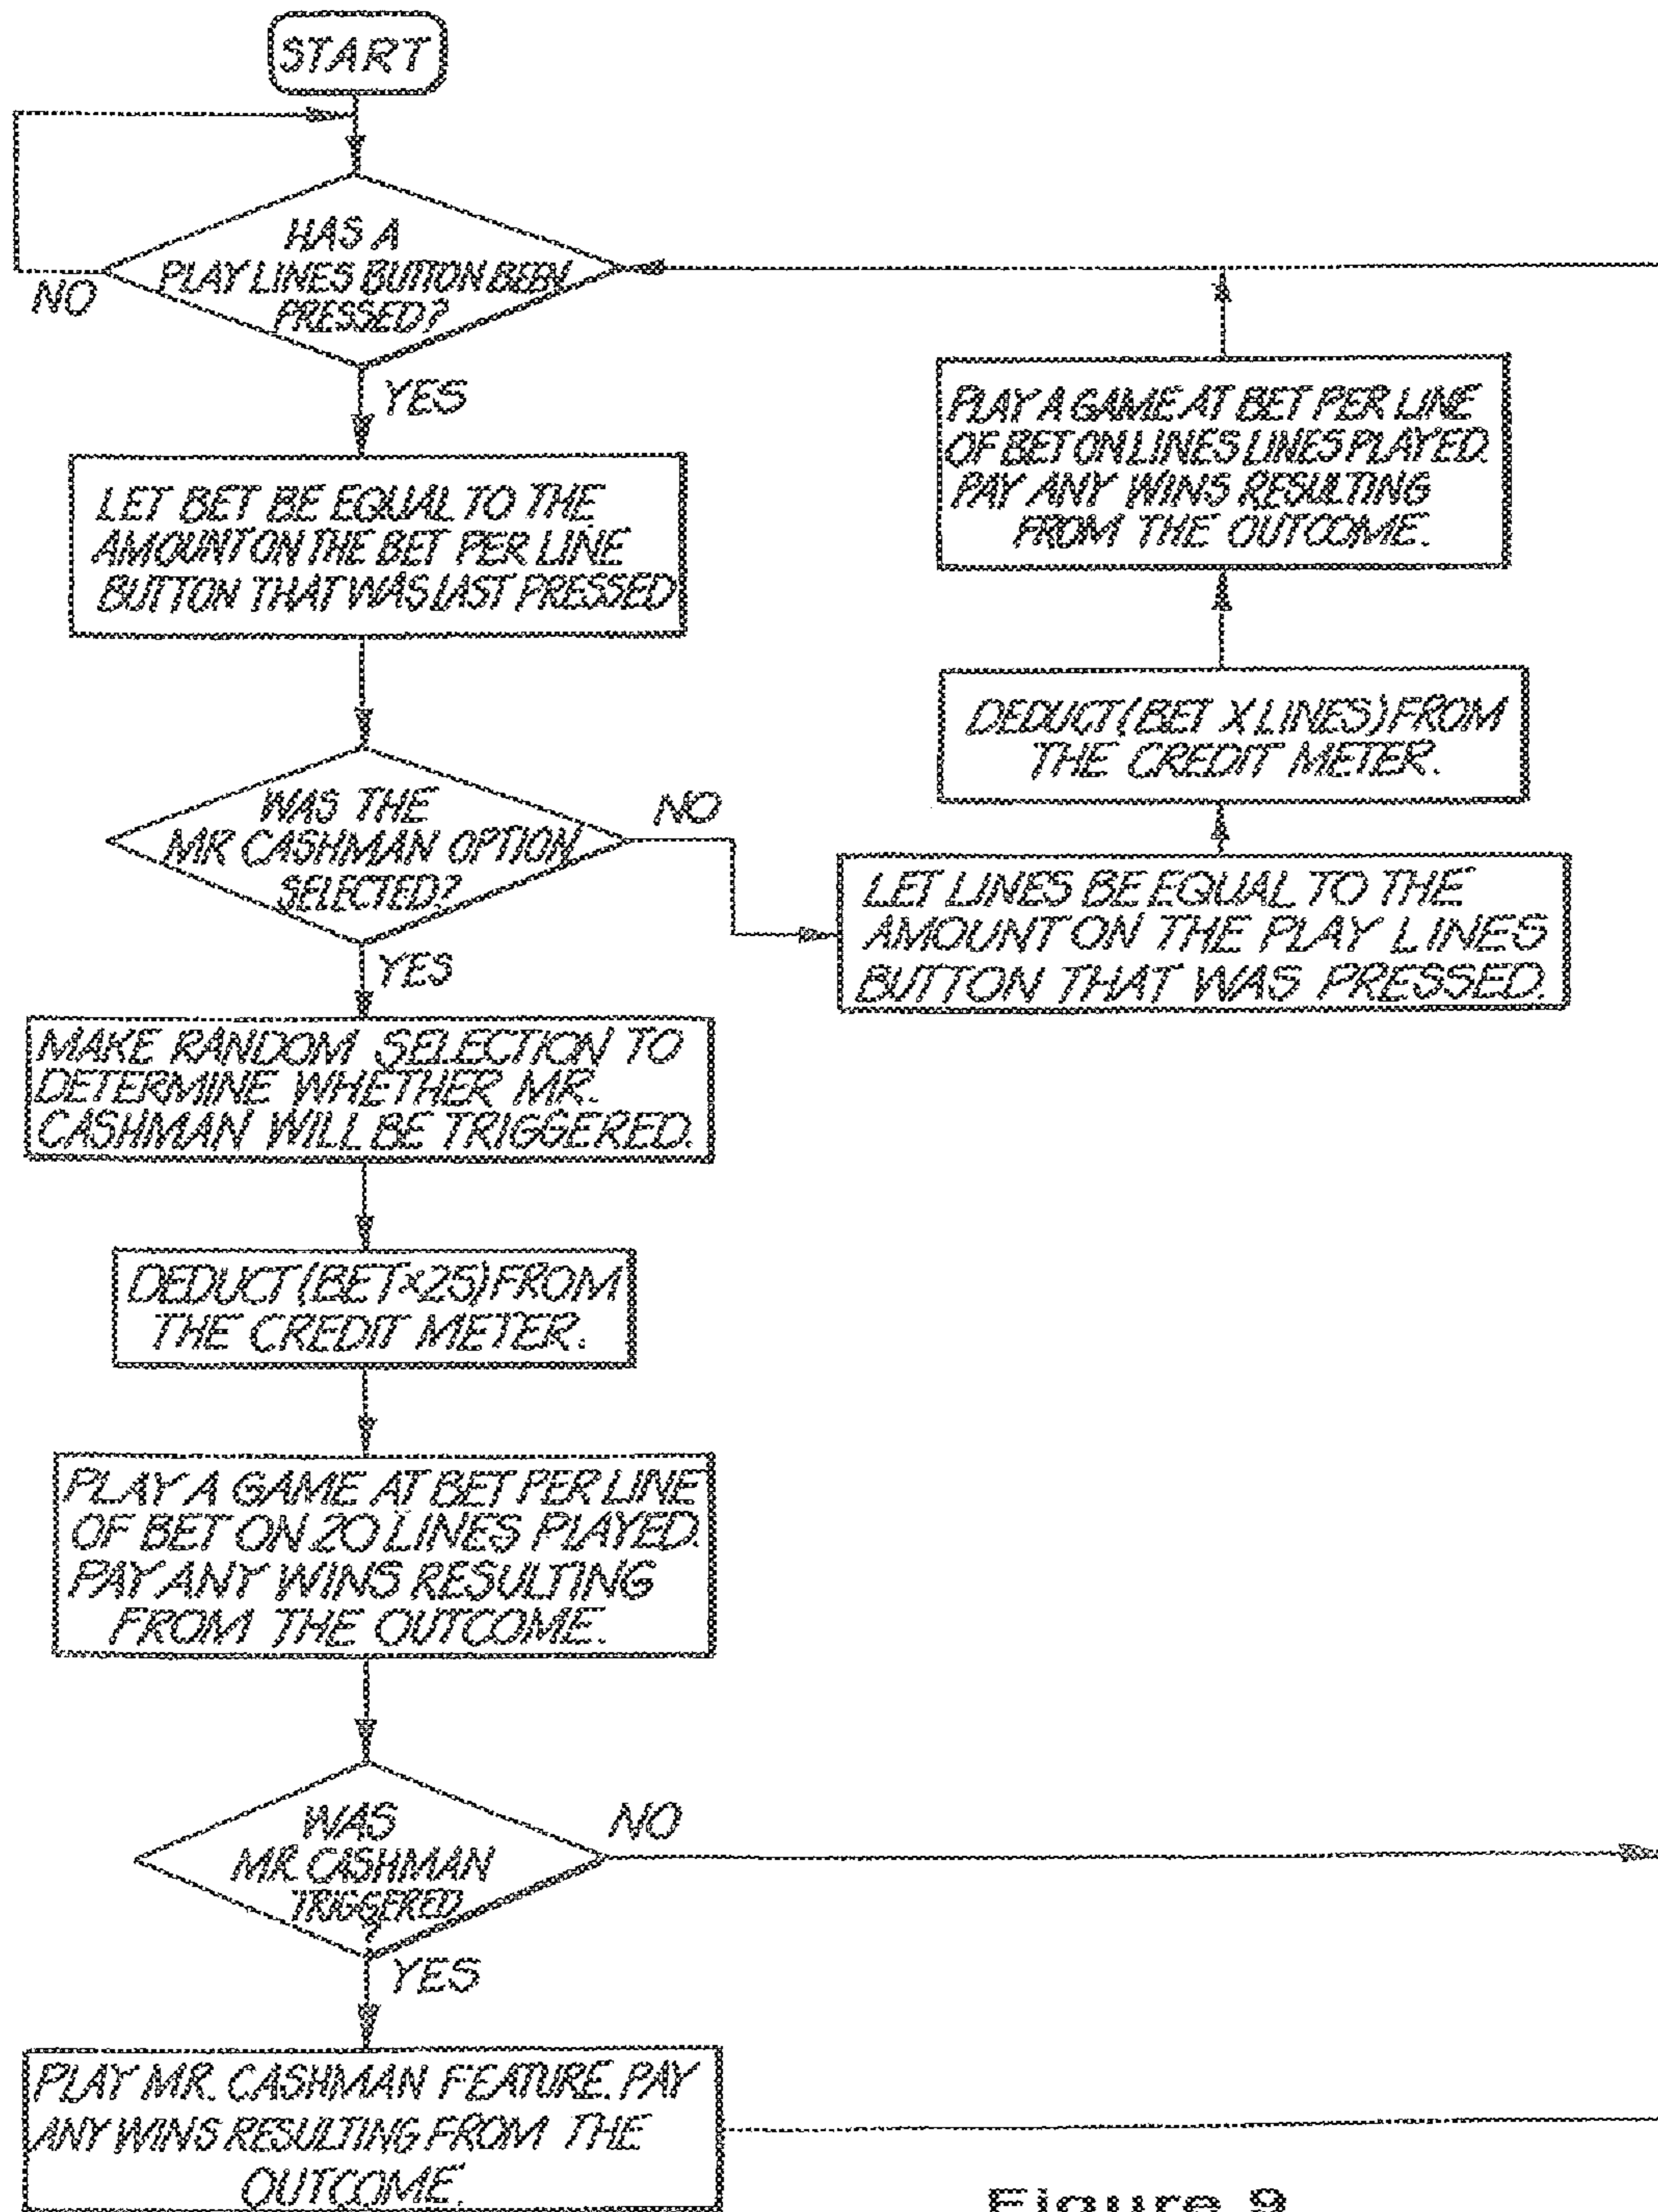 START
HAS A
PLAY LINES BUTTON BEEN
PRESSED?
NO
YES
LET BET BE EQUAL TO THE
AMOUNT ON THE BET PER LINE
BUTTON THAT WAS LAST PRESSED
WAS THE
MR CASHMAN OPTION
SELECTED?
NO
YES
LET LINES BE EQUAL TO THE
AMOUNT ON THE PLAY LINES
BUTTON THAT WAS PRESSED.
DEDUCT (BET X LINES) FROM
THE CREDIT METER.
PLAY A GAME AT BET PER LINE
OF BET ON LINES LINES PLAYED.
PAY ANY WINS RESULTING
FROM THE OUTCOME.
MAKE RANDOM SELECTION TO
DETERMINE WHETHER MR.
CASHMAN WILL BE TRIGGERED.
DEDUCT (BET x 25) FROM
THE CREDIT METER.
PLAY A GAME AT BET PER LINE
OF BET ON 20 LINES PLAYED.
PAY ANY WINS RESULTING
FROM THE OUTCOME.
WAS
MR. CASHMAN
TRIGGERED
?
NO
YES
PLAY MR. CASHMAN FEATURE. PAY
ANY WINS RESULTING FROM THE
OUTCOME.
Figure 9